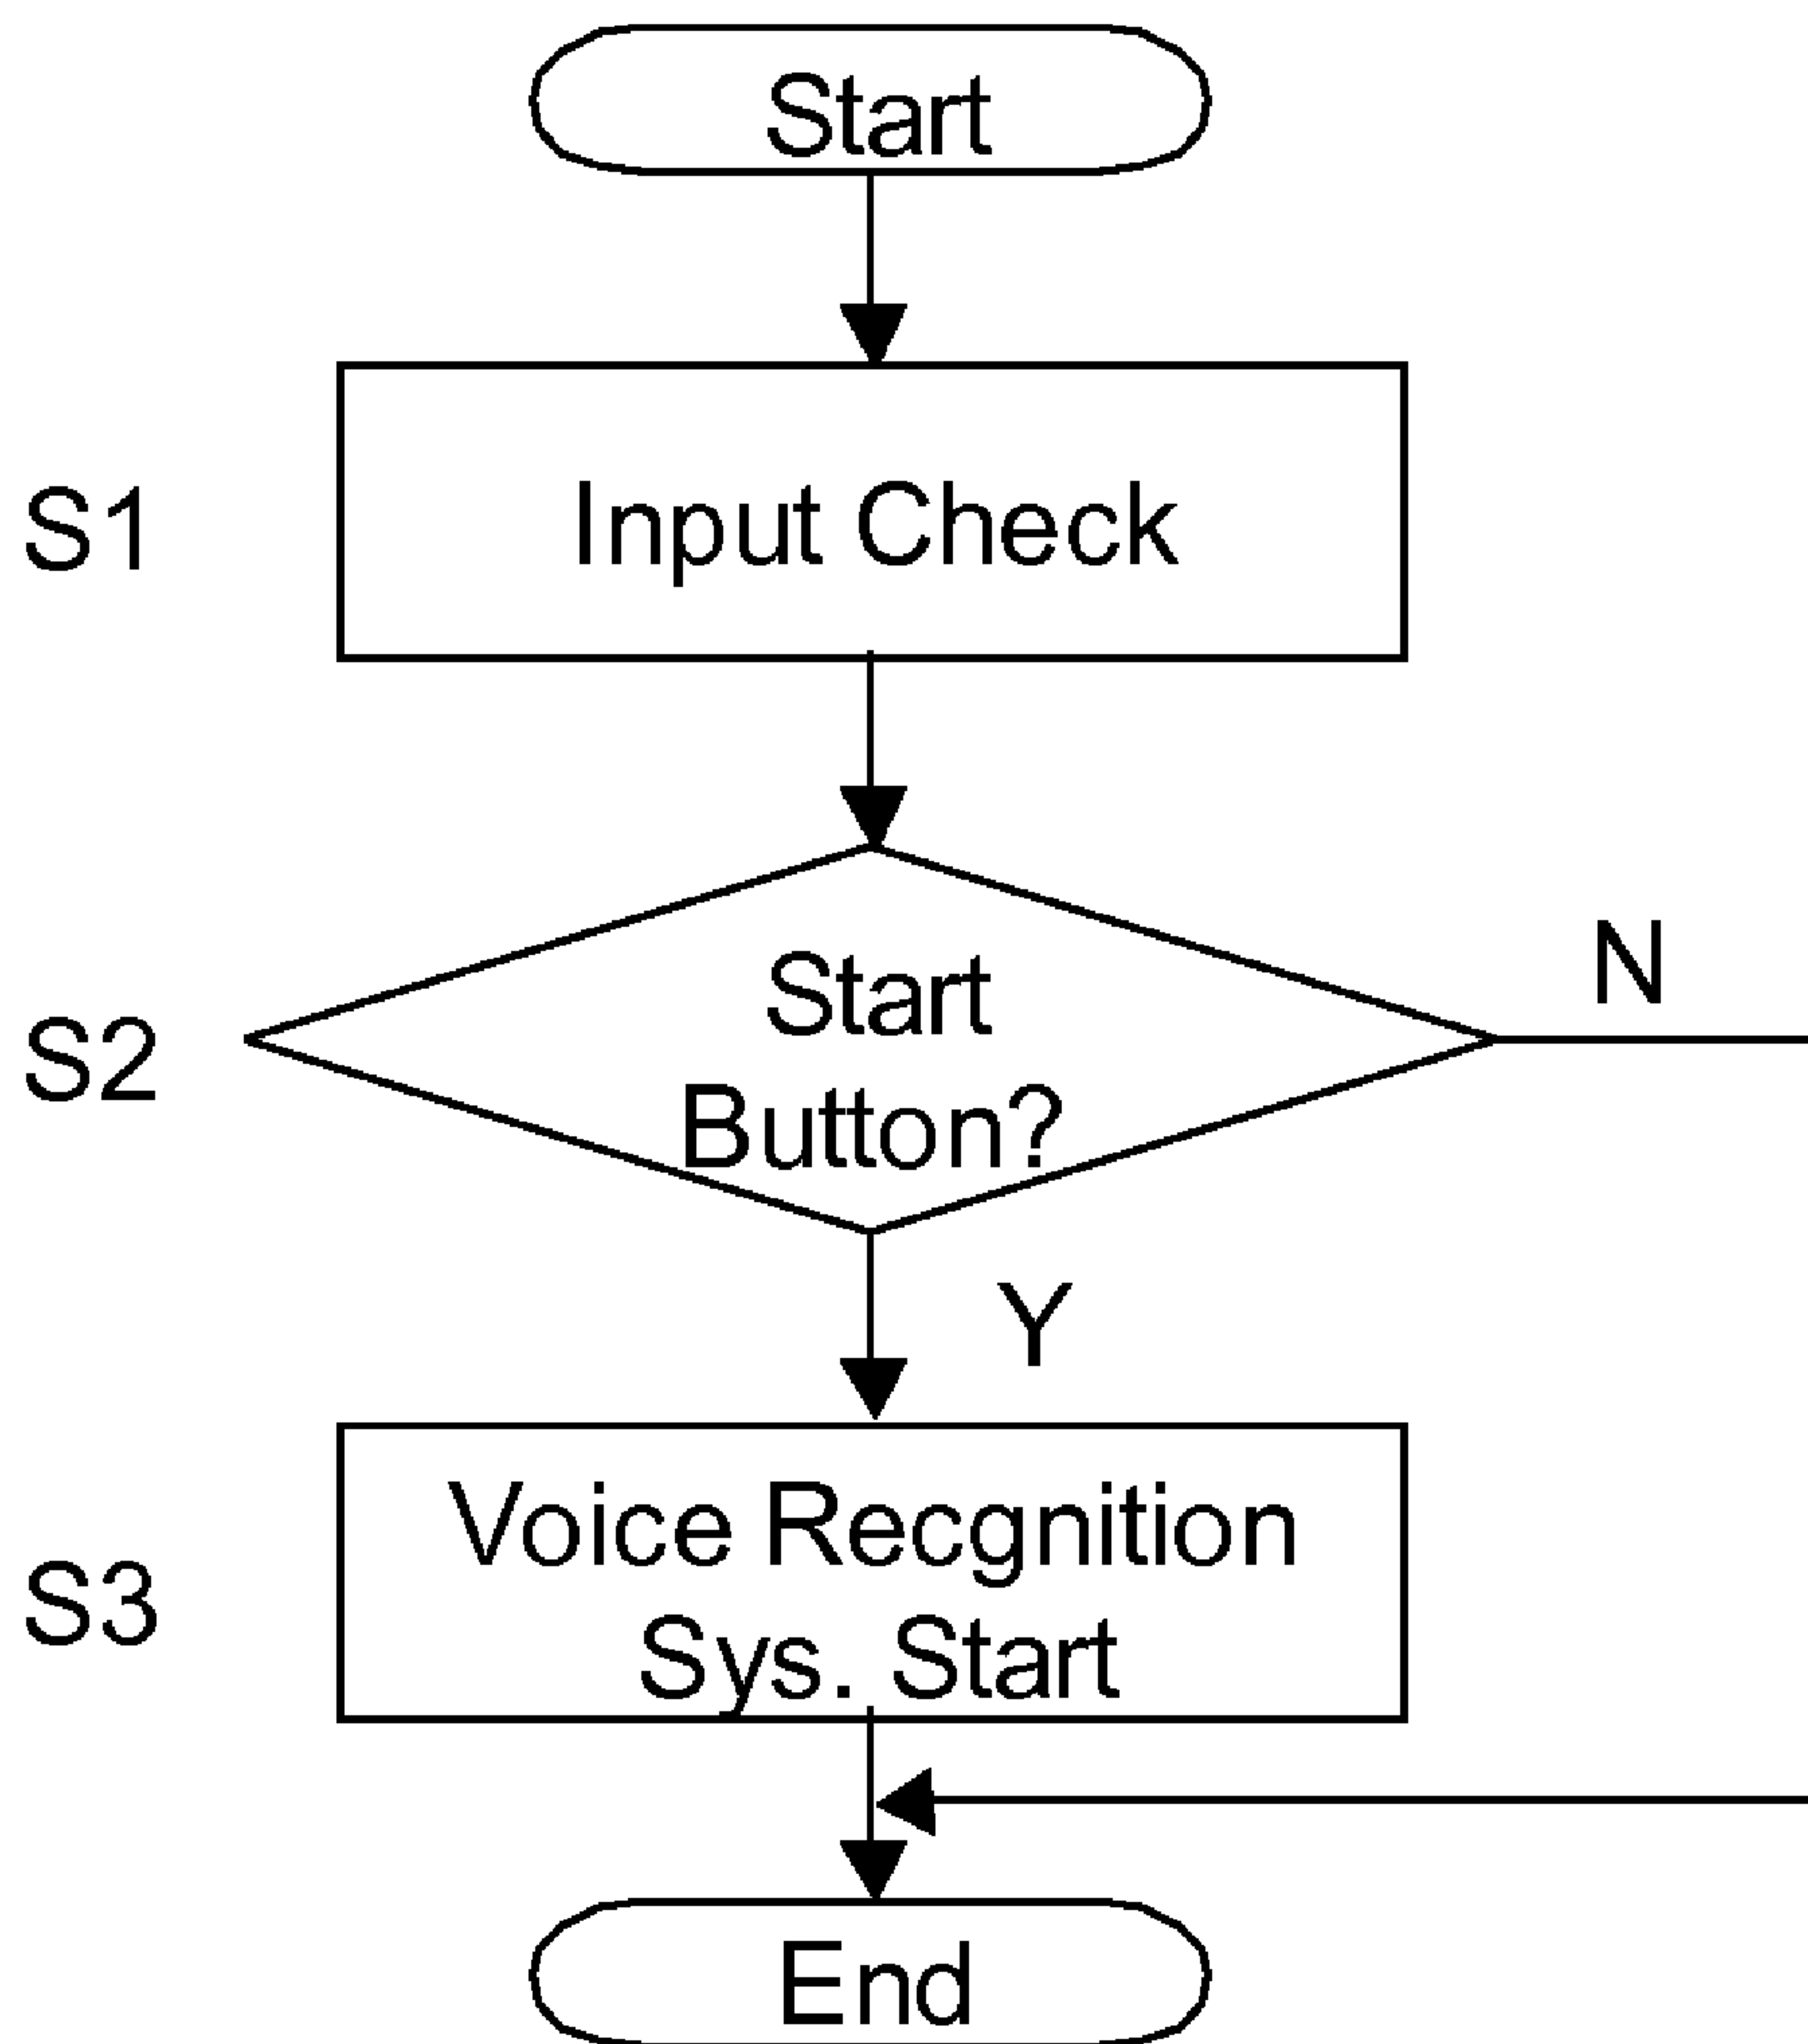 Start
S1
Input Check
S2
Start
Button?
N
Y
S3
Voice Recgnition
Sys. Start
End